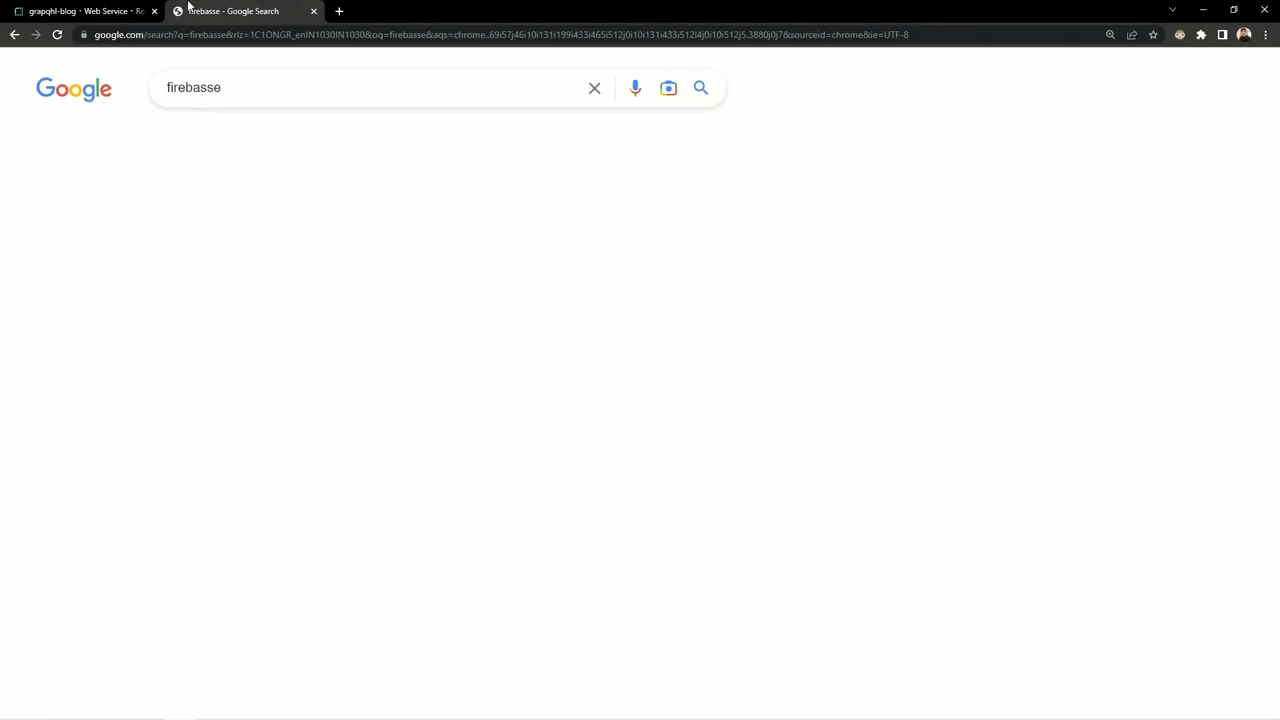 grapqhl-blog · Web Service · Re
firebasse - Google Search
google.com/search?q=firebasse&rlz=1C1ONGR_enIN1030IN1030&oq=firebasse&aqs=chrome..69i57j46i10i131i199i433i465i512j0i10i131i433i512l4j0i10i512j5.3880j0j7&sourceid=chrome&ie=UTF-8
Google
firebasse